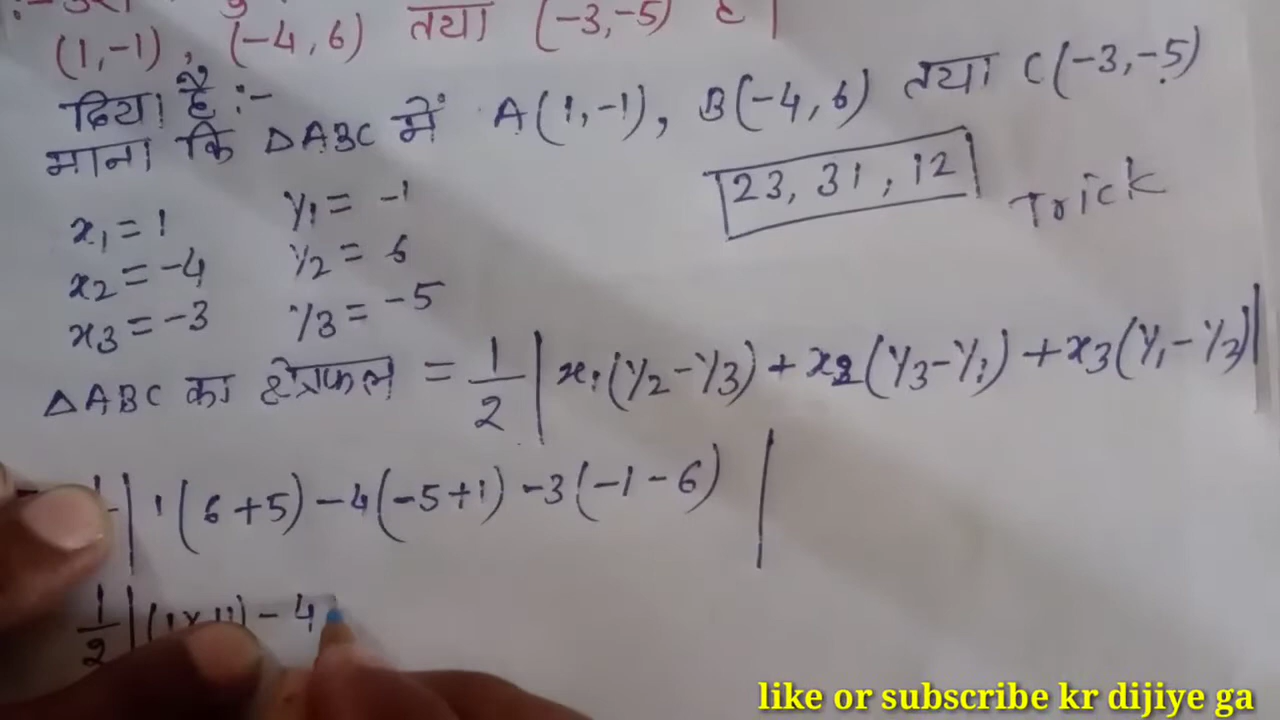 (1,-1), (-4,6) तथा (-3,-5) है।
दिया है :-
माना कि △ABC में A(1,-1), B(-4,6) तथा C(-3,-5)
23, 31, 12 Trick
x₁ = 1 y₁ = -1
x₂ = -4 y₂ = 6
x₃ = -3 y₃ = -5
△ABC का क्षेत्रफल = 1/2 | x₁(y₂-y₃) + x₂(y₃-y₁) + x₃(y₁-y₂) |
| 1(6+5) -4(-5+1) -3(-1-6) |
1/2 | (1×11) - 4
like or subscribe kr dijiye ga